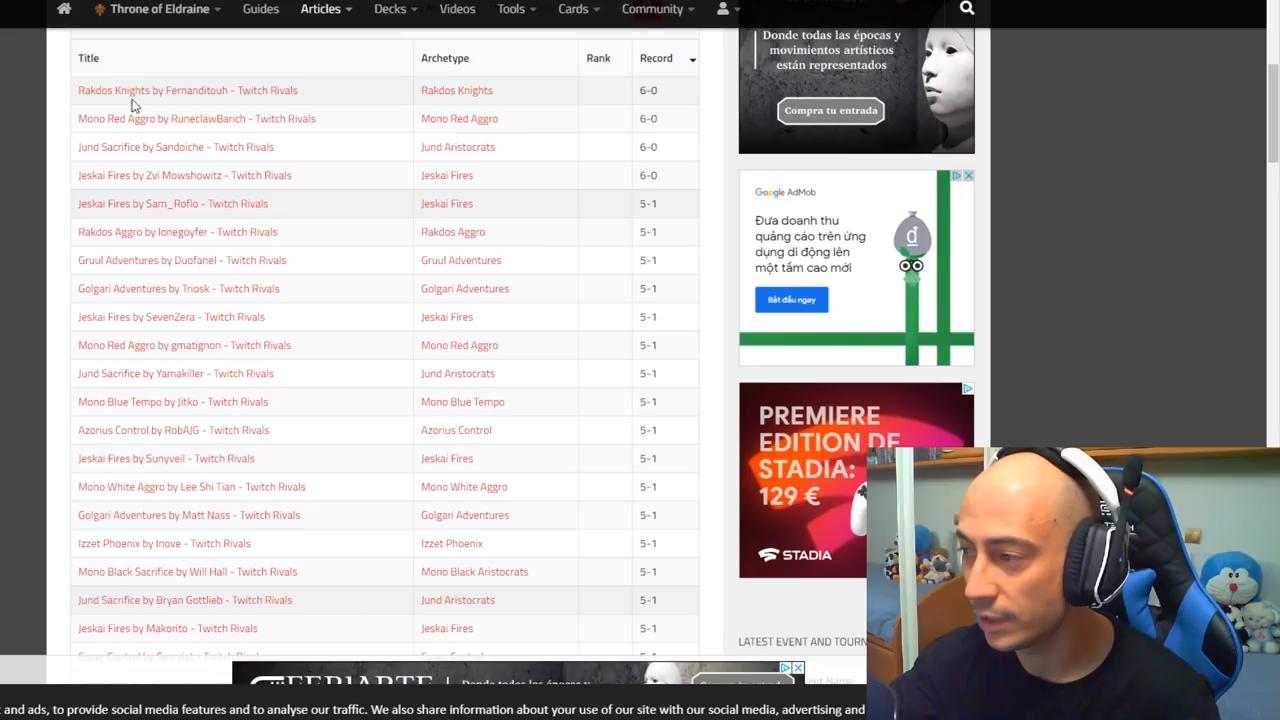 Throne of Eldraine
Guides
Articles
Decks
Videos
Tools
Cards
Community
Title Archetype Rank Record
Rakdos Knights by Fernanditouh - Twitch Rivals Rakdos Knights 6-0
Mono Red Aggro by RuneclawBarich - Twitch Rivals Mono Red Aggro 6-0
Jund Sacrifice by Sandoiche - Twitch Rivals Jund Aristocrats 6-0
Jeskai Fires by Zvi Mowshowitz - Twitch Rivals Jeskai Fires 6-0
Jeskai Fires by Sam_Roflo - Twitch Rivals Jeskai Fires 5-1
Rakdos Aggro by lonegoyfer - Twitch Rivals Rakdos Aggro 5-1
Gruul Adventures by Duofanel - Twitch Rivals Gruul Adventures 5-1
Golgari Adventures by Triosk - Twitch Rivals Golgari Adventures 5-1
Jeskai Fires by SevenZera - Twitch Rivals Jeskai Fires 5-1
Mono Red Aggro by gmatignon - Twitch Rivals Mono Red Aggro 5-1
Jund Sacrifice by Yamakiller - Twitch Rivals Jund Aristocrats 5-1
Mono Blue Tempo by Jitko - Twitch Rivals Mono Blue Tempo 5-1
Azorius Control by RobAJG - Twitch Rivals Azorius Control 5-1
Jeskai Fires by Sunyveil - Twitch Rivals Jeskai Fires 5-1
Mono White Aggro by Lee Shi Tian - Twitch Rivals Mono White Aggro 5-1
Golgari Adventures by Matt Nass - Twitch Rivals Golgari Adventures 5-1
Izzet Phoenix by Inove - Twitch Rivals Izzet Phoenix 5-1
Mono Black Sacrifice by Will Hall - Twitch Rivals Mono Black Aristocrats 5-1
Jund Sacrifice by Bryan Gottlieb - Twitch Rivals Jund Aristocrats 5-1
Jeskai Fires by Makorito - Twitch Rivals Jeskai Fires 5-1
Donde todas las épocas y
movimientos artísticos
están representados
Compra tu entrada
Google AdMob
Đưa doanh thu
quảng cáo trên ứng
dụng di động lên
một tầm cao mới
đ
Bắt đầu ngay
PREMIERE
EDITION DE
STADIA:
129 €
STADIA
LATEST EVENT AND TOURN
FERIARTE
Donde todas las épocas y
t and ads, to provide social media features and to analyse our traffic. We also share information about your use of our site with our social media, advertising and